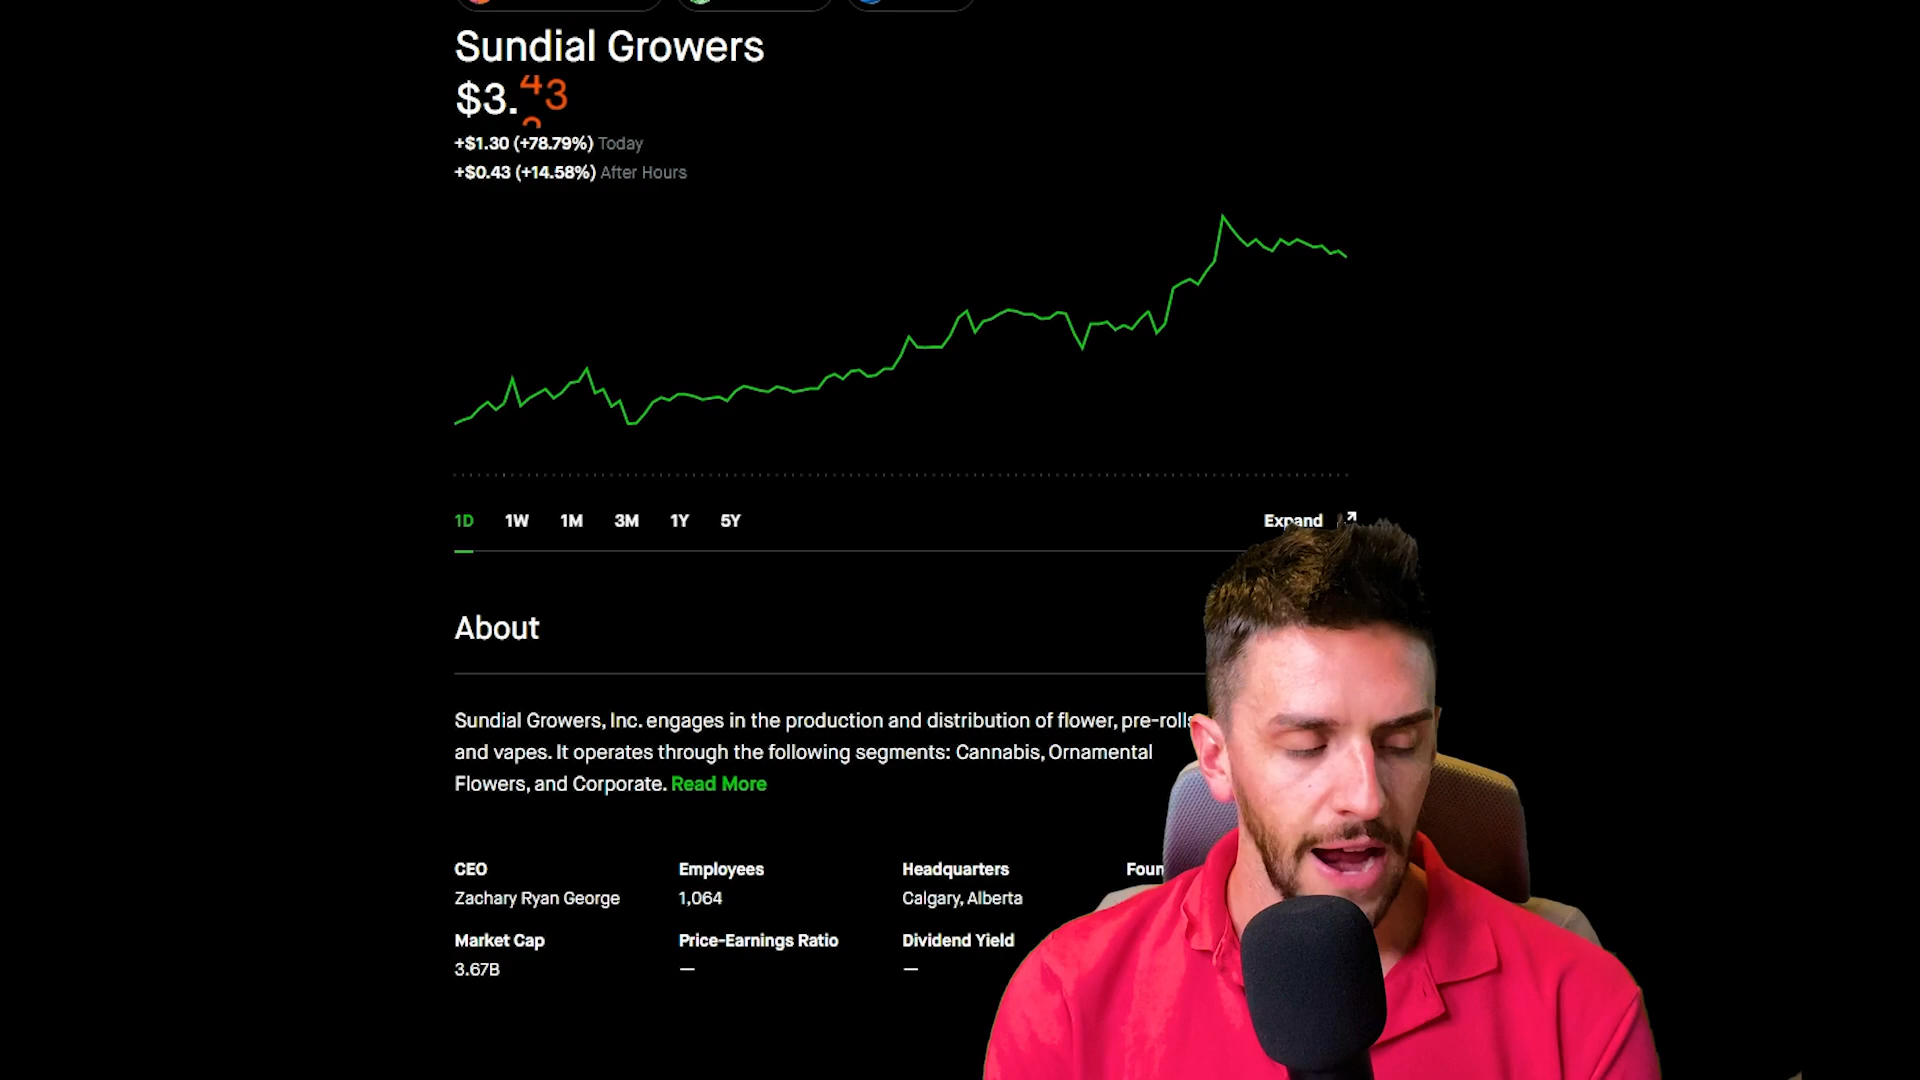 Sundial Growers
$3.43
+$1.30 (+78.79%) Today
+$0.43 (+14.58%) After Hours
1D 1W 1M 3M 1Y 5Y Expand
About
Sundial Growers, Inc. engages in the production and distribution of flower, pre-rolls
and vapes. It operates through the following segments: Cannabis, Ornamental
Flowers, and Corporate. Read More
CEO Employees Headquarters Foun
Zachary Ryan George 1,064 Calgary, Alberta
Market Cap Price-Earnings Ratio Dividend Yield
3.67B — —